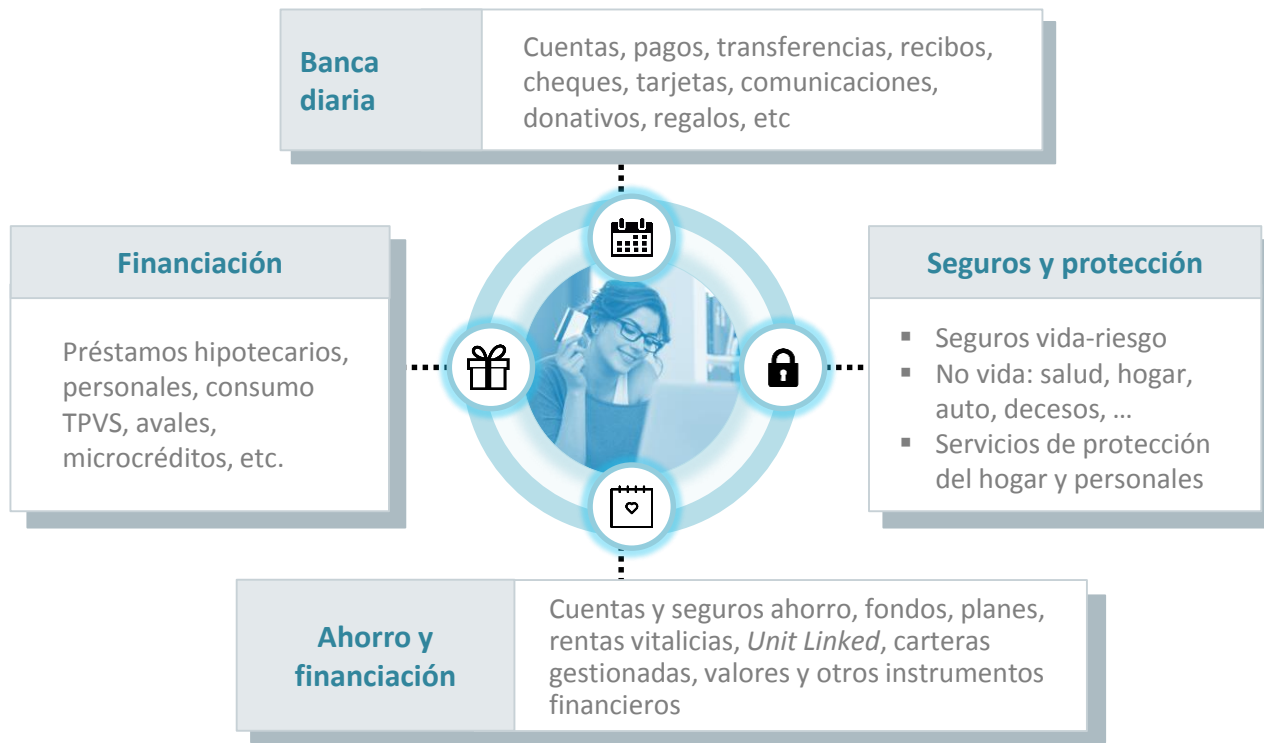 Banca
diaria
Cuentas, pagos, transferencias, recibos,
cheques, tarjetas, comunicaciones,
donativos, regalos, etc
Financiación
Préstamos hipotecarios,
personales, consumo
TPVS, avales,
microcréditos, etc.
Seguros y protección
▪ Seguros vida-riesgo
▪ No vida: salud, hogar,
auto, decesos, ...
▪ Servicios de protección
del hogar y personales
Ahorro y
financiación
Cuentas y seguros ahorro, fondos, planes,
rentas vitalicias, Unit Linked, carteras
gestionadas, valores y otros instrumentos
financieros